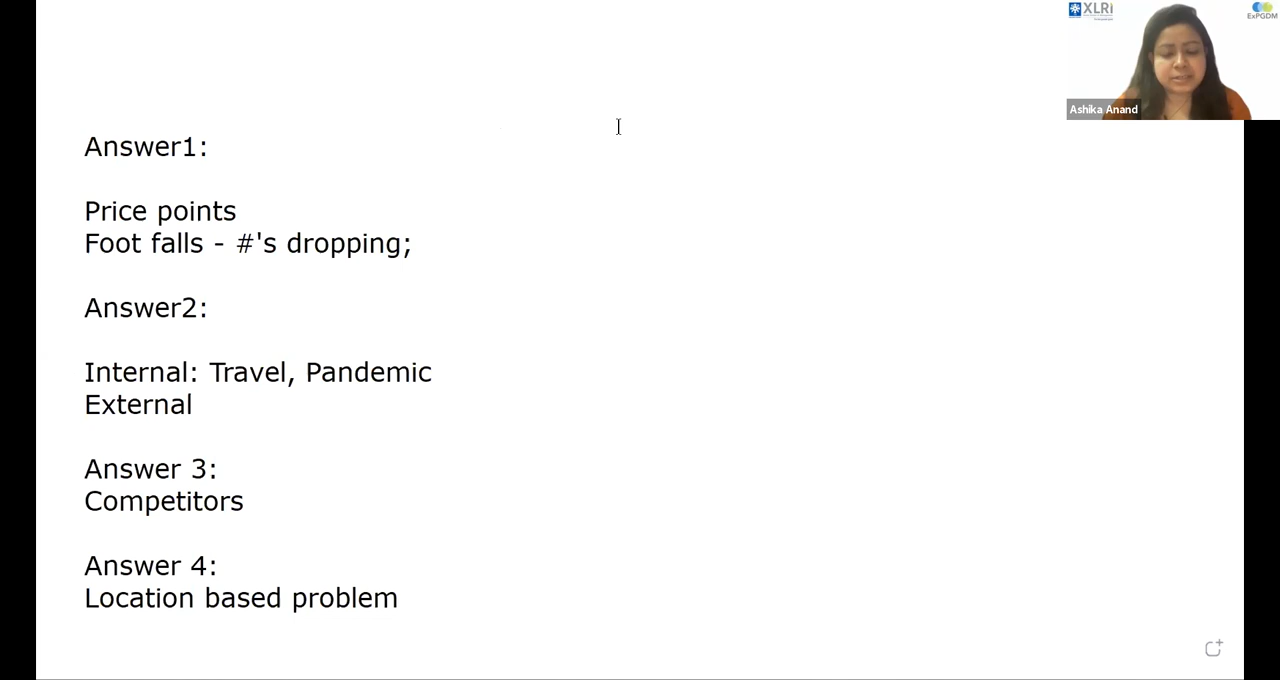 XLRI
ExPGDM
Ashika Anand
Answer1:
Price points
Foot falls - #'s dropping;
Answer2:
Internal: Travel, Pandemic
External
Answer 3:
Competitors
Answer 4:
Location based problem